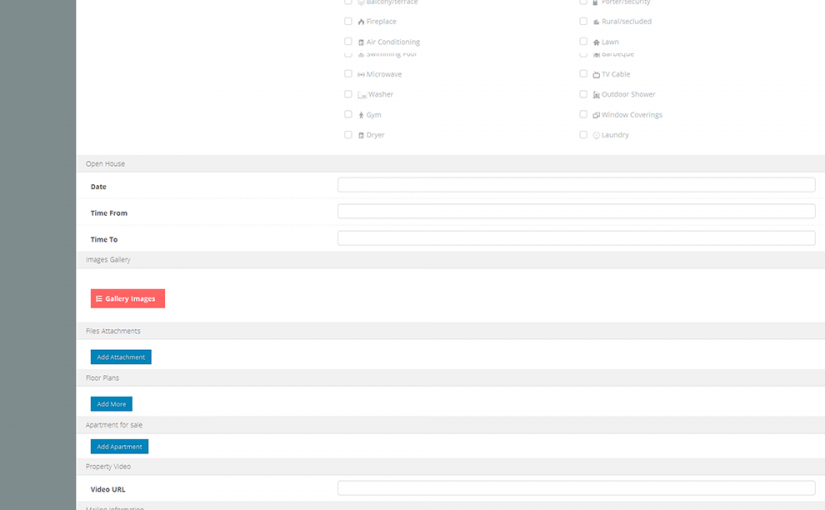 Balcony/terrace
Porter/security
Fireplace
Rural/secluded
Air Conditioning
Lawn
Swimming Pool
Barbeque
Microwave
TV Cable
Washer
Outdoor Shower
Gym
Window Coverings
Dryer
Laundry
Open House
Date
Time From
Time To
Images Gallery
Gallery Images
Files Attachments
Add Attachment
Floor Plans
Add More
Apartment for sale
Add Apartment
Property Video
Video URL
Mailing Information